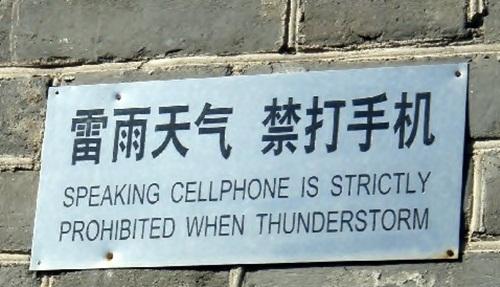 雷雨天气 禁打手机
SPEAKING CELLPHONE IS STRICTLY
PROHIBITED WHEN THUNDERSTORM